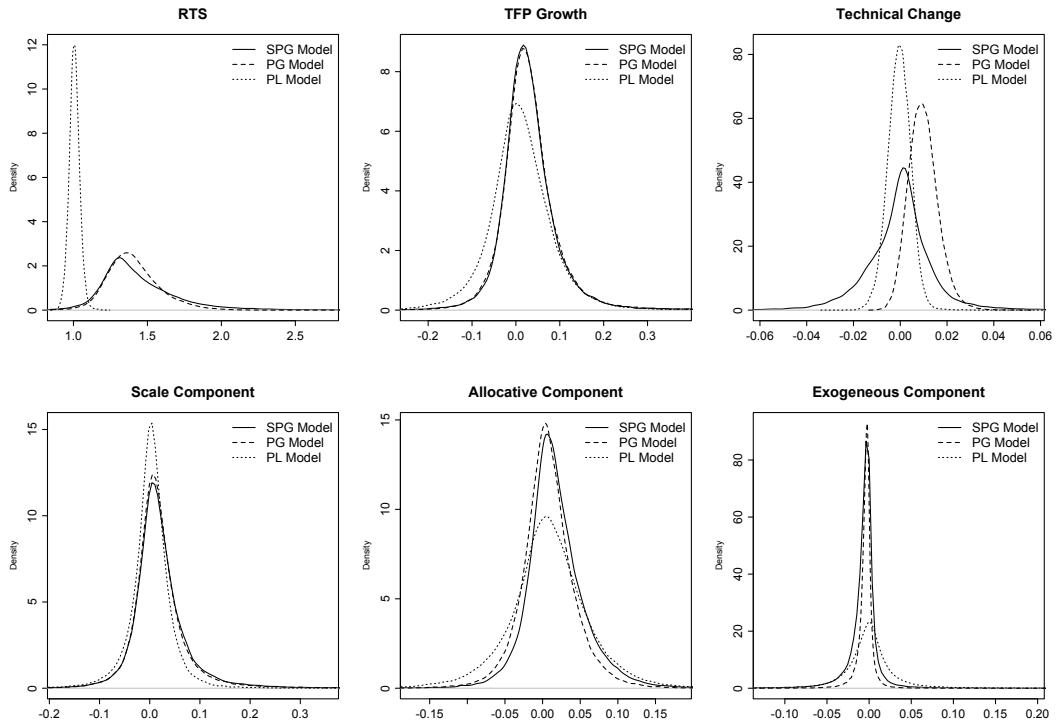 RTS
SPG Model
PG Model
PL Model
Density
0 2 4 6 8 10 12
1.0 1.5 2.0 2.5
TFP Growth
SPG Model
PG Model
PL Model
Density
0 2 4 6 8
-0.2 -0.1 0.0 0.1 0.2 0.3
Technical Change
SPG Model
PG Model
PL Model
Density
0 20 40 60 80
-0.06 -0.04 -0.02 0.00 0.02 0.04 0.06
Scale Component
SPG Model
PG Model
PL Model
Density
0 5 10 15
-0.2 -0.1 0.0 0.1 0.2 0.3
Allocative Component
SPG Model
PG Model
PL Model
Density
0 5 10 15
-0.15 -0.05 0.00 0.05 0.10 0.15
Exogeneous Component
SPG Model
PG Model
PL Model
Density
0 20 40 60 80
-0.10 -0.05 0.00 0.05 0.10 0.15 0.20